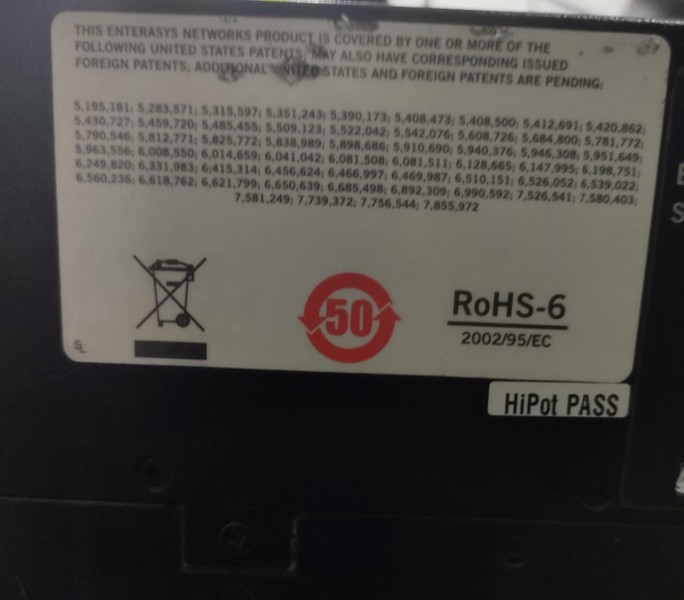 THIS ENTERASYS NETWORKS PRODUCT IS COVERED BY ONE OR MORE OF THE
FOLLOWING UNITED STATES PATENTS; MAY ALSO HAVE CORRESPONDING ISSUED
FOREIGN PATENTS; ADDITIONAL UNITED STATES AND FOREIGN PATENTS ARE PENDING:
5,195,181; 5,283,571; 5,315,597; 5,351,243; 5,390,173; 5,408,473; 5,408,500; 5,412,691; 5,420,862;
5,430,727; 5,459,720; 5,485,455; 5,509,123; 5,522,042; 5,542,076; 5,608,726; 5,684,800; 5,781,772;
5,790,546; 5,812,771; 5,825,772; 5,838,989; 5,898,686; 5,910,690; 5,940,376; 5,946,308; 5,951,649;
5,963,556; 6,008,550; 6,014,659; 6,041,042; 6,081,508; 6,081,511; 6,128,665; 6,147,995; 6,198,751;
6,249,820; 6,331,983; 6,415,314; 6,456,624; 6,466,997; 6,469,987; 6,510,151; 6,526,052; 6,539,022;
6,560,236; 6,618,762; 6,621,799; 6,650,639; 6,685,498; 6,892,309; 6,990,592; 7,526,541; 7,580,403;
7,581,249; 7,739,372; 7,756,544; 7,855,972
50
RoHS-6
2002/95/EC
HiPot PASS